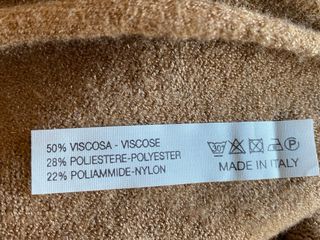 50% VISCOSA - VISCOSE
28% POLIESTERE-POLYESTER
22% POLIAMMIDE-NYLON
30° P
MADE IN ITALY